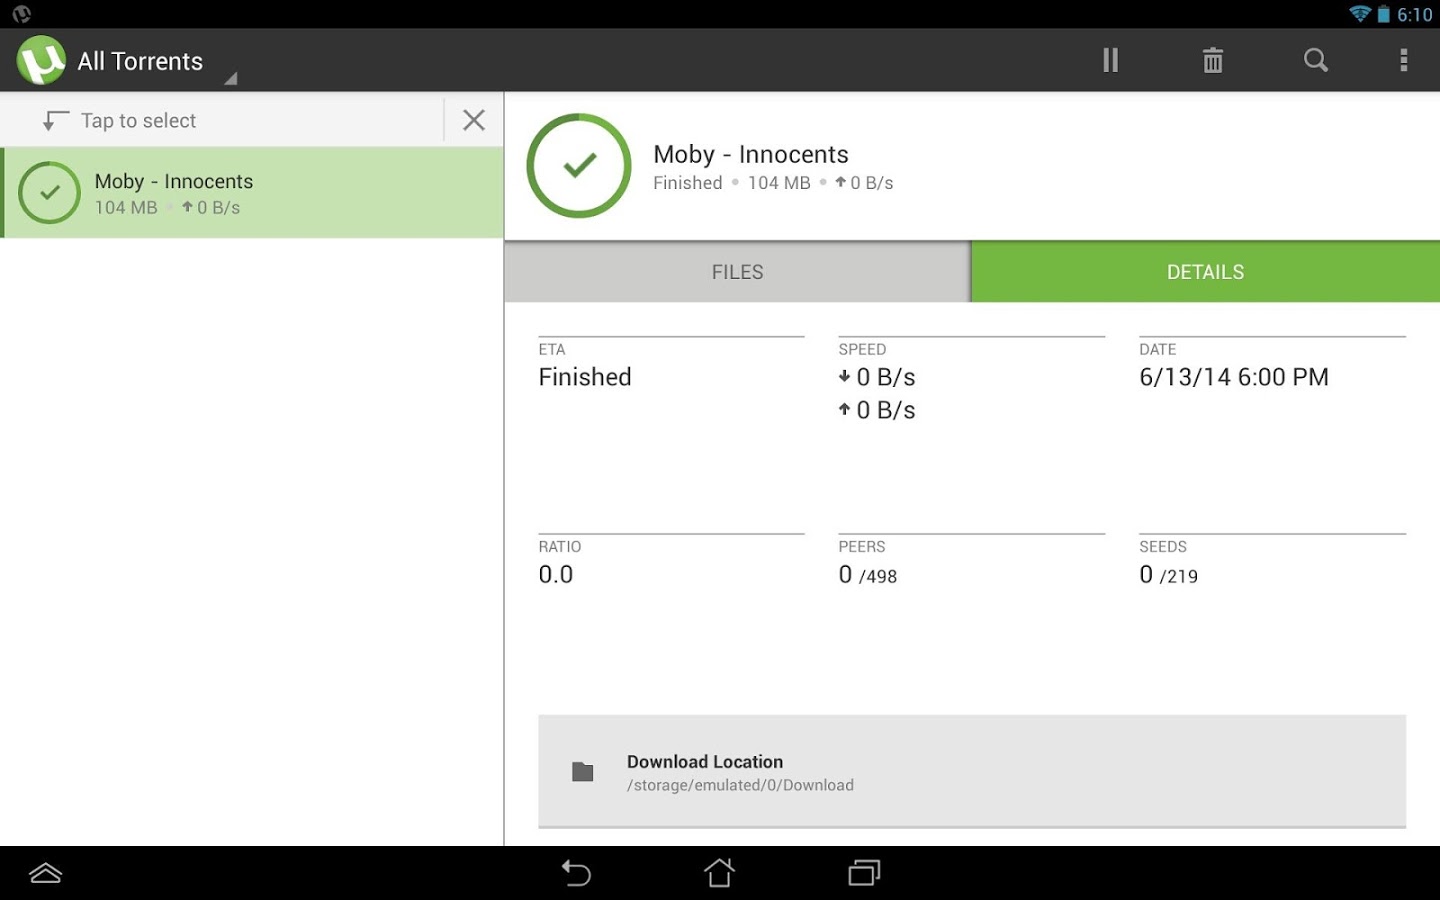 6:10
All Torrents
Tap to select
Moby - Innocents
104 MB • ↑ 0 B/s
Moby - Innocents
Finished • 104 MB • ↑ 0 B/s
FILES
DETAILS
ETA
Finished
SPEED
↓ 0 B/s
↑ 0 B/s
DATE
6/13/14 6:00 PM
RATIO
0.0
PEERS
0 /498
SEEDS
0 /219
Download Location
/storage/emulated/0/Download